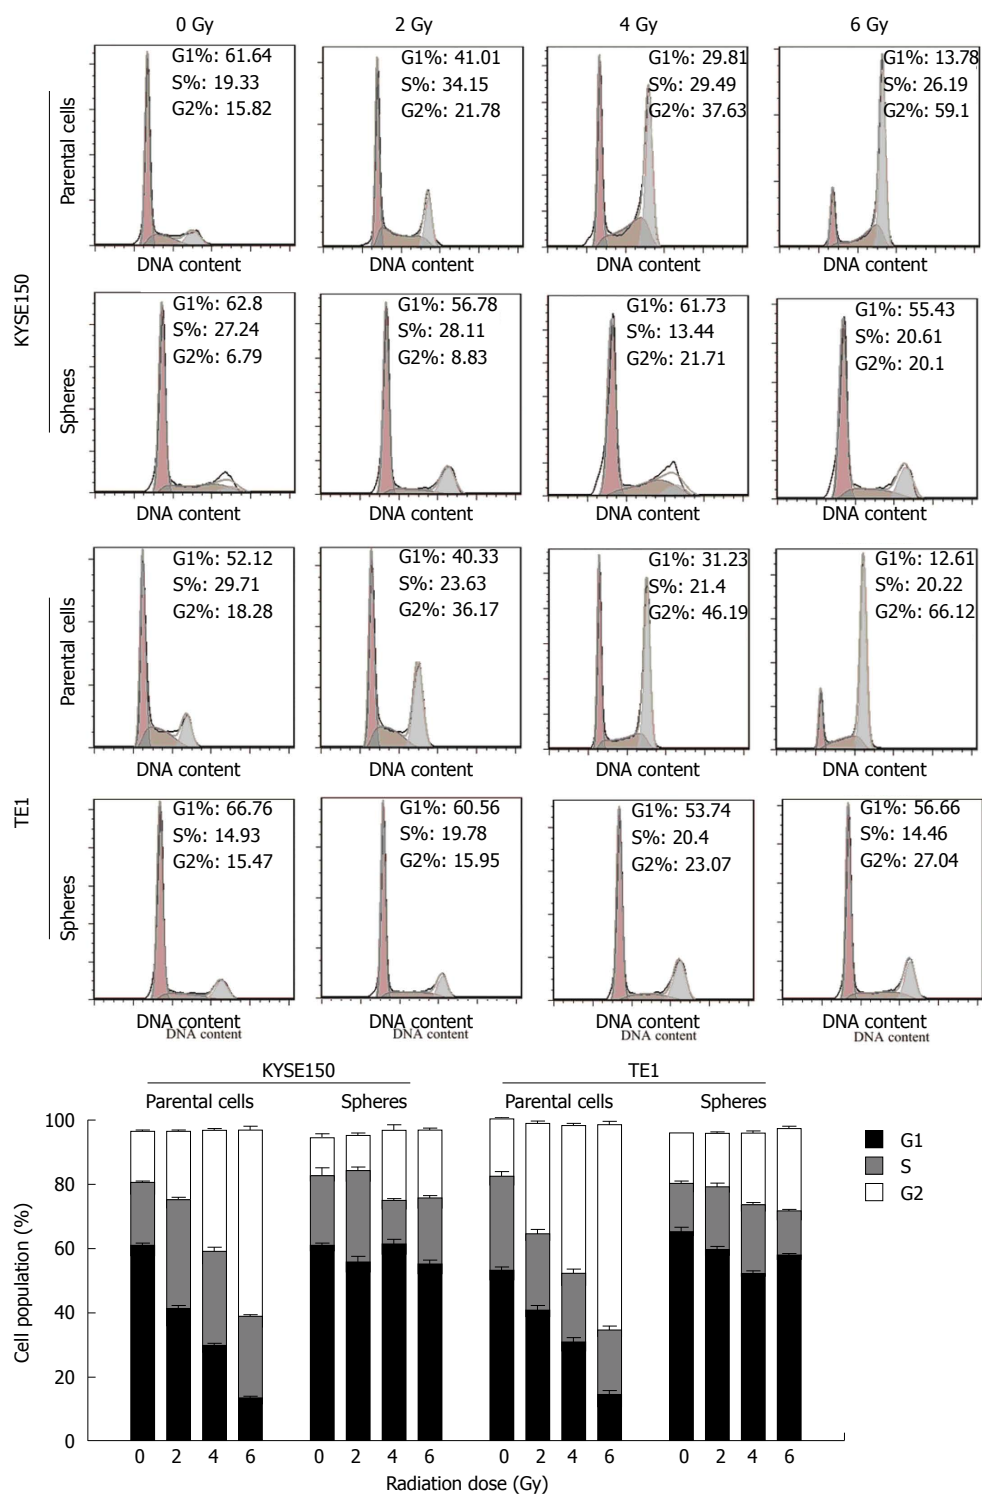 0 Gy 2 Gy 4 Gy 6 Gy
KYSE150
Parental cells
G1%: 61.64
S%: 19.33
G2%: 15.82
DNA content
G1%: 41.01
S%: 34.15
G2%: 21.78
DNA content
G1%: 29.81
S%: 29.49
G2%: 37.63
DNA content
G1%: 13.78
S%: 26.19
G2%: 59.1
DNA content
Spheres
G1%: 62.8
S%: 27.24
G2%: 6.79
DNA content
G1%: 56.78
S%: 28.11
G2%: 8.83
DNA content
G1%: 61.73
S%: 13.44
G2%: 21.71
DNA content
G1%: 55.43
S%: 20.61
G2%: 20.1
DNA content
TE1
Parental cells
G1%: 52.12
S%: 29.71
G2%: 18.28
DNA content
G1%: 40.33
S%: 23.63
G2%: 36.17
DNA content
G1%: 31.23
S%: 21.4
G2%: 46.19
DNA content
G1%: 12.61
S%: 20.22
G2%: 66.12
DNA content
Spheres
G1%: 66.76
S%: 14.93
G2%: 15.47
DNA content
DNA content
G1%: 60.56
S%: 19.78
G2%: 15.95
DNA content
DNA content
G1%: 53.74
S%: 20.4
G2%: 23.07
DNA content
DNA content
G1%: 56.66
S%: 14.46
G2%: 27.04
DNA content
DNA content
KYSE150 TE1
Parental cells Spheres Parental cells Spheres
Cell population (%)
100
80
60
40
20
0
0 2 4 6 0 2 4 6 0 2 4 6 0 2 4 6
Radiation dose (Gy)
G1
S
G2